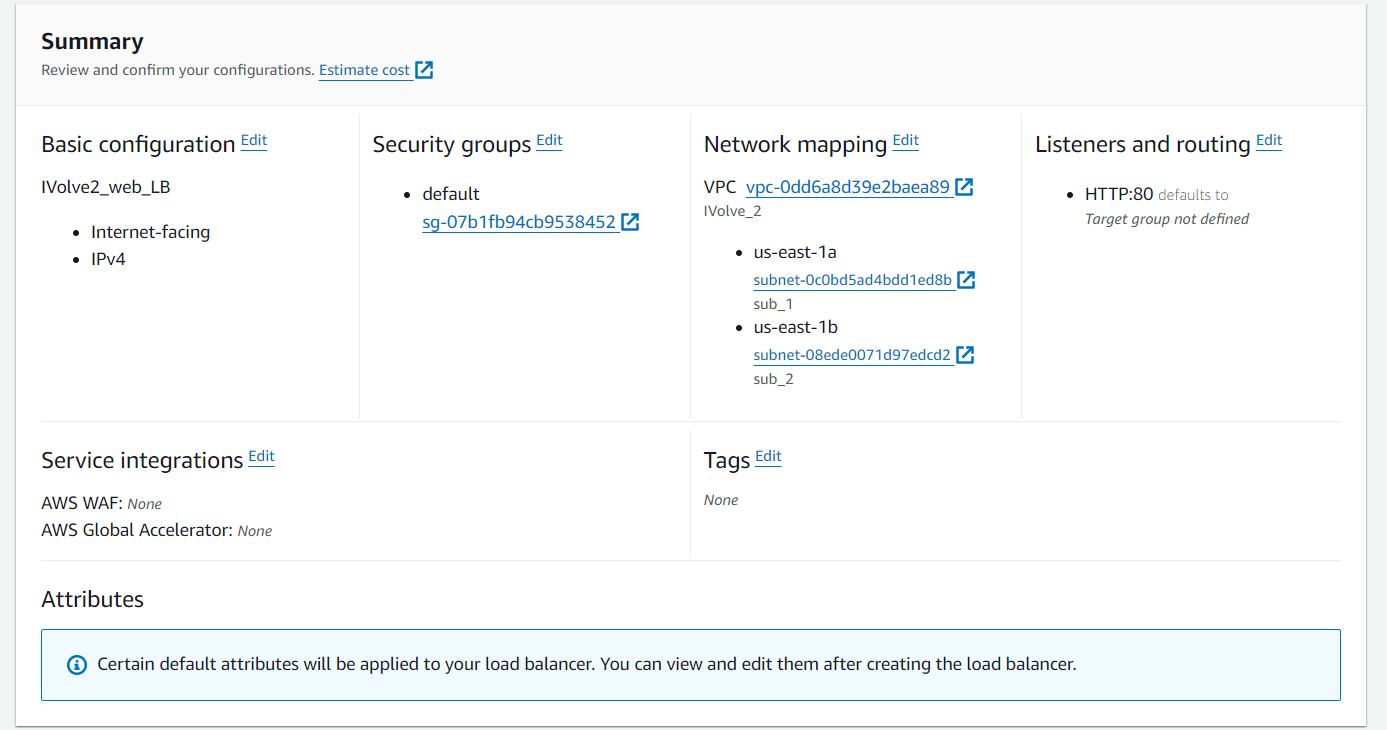 Summary
Review and confirm your configurations. Estimate cost
Basic configuration Edit
IVolve2_web_LB
Internet-facing
IPv4
Security groups Edit
default
sg-07b1fb94cb9538452
Network mapping Edit
VPC vpc-0dd6a8d39e2baea89
IVolve_2
us-east-1a
subnet-0c0bd5ad4bdd1ed8b
sub_1
us-east-1b
subnet-08ede0071d97edcd2
sub_2
Listeners and routing Edit
HTTP:80 defaults to
Target group not defined
Service integrations Edit
AWS WAF: None
AWS Global Accelerator: None
Tags Edit
None
Attributes
Certain default attributes will be applied to your load balancer. You can view and edit them after creating the load balancer.